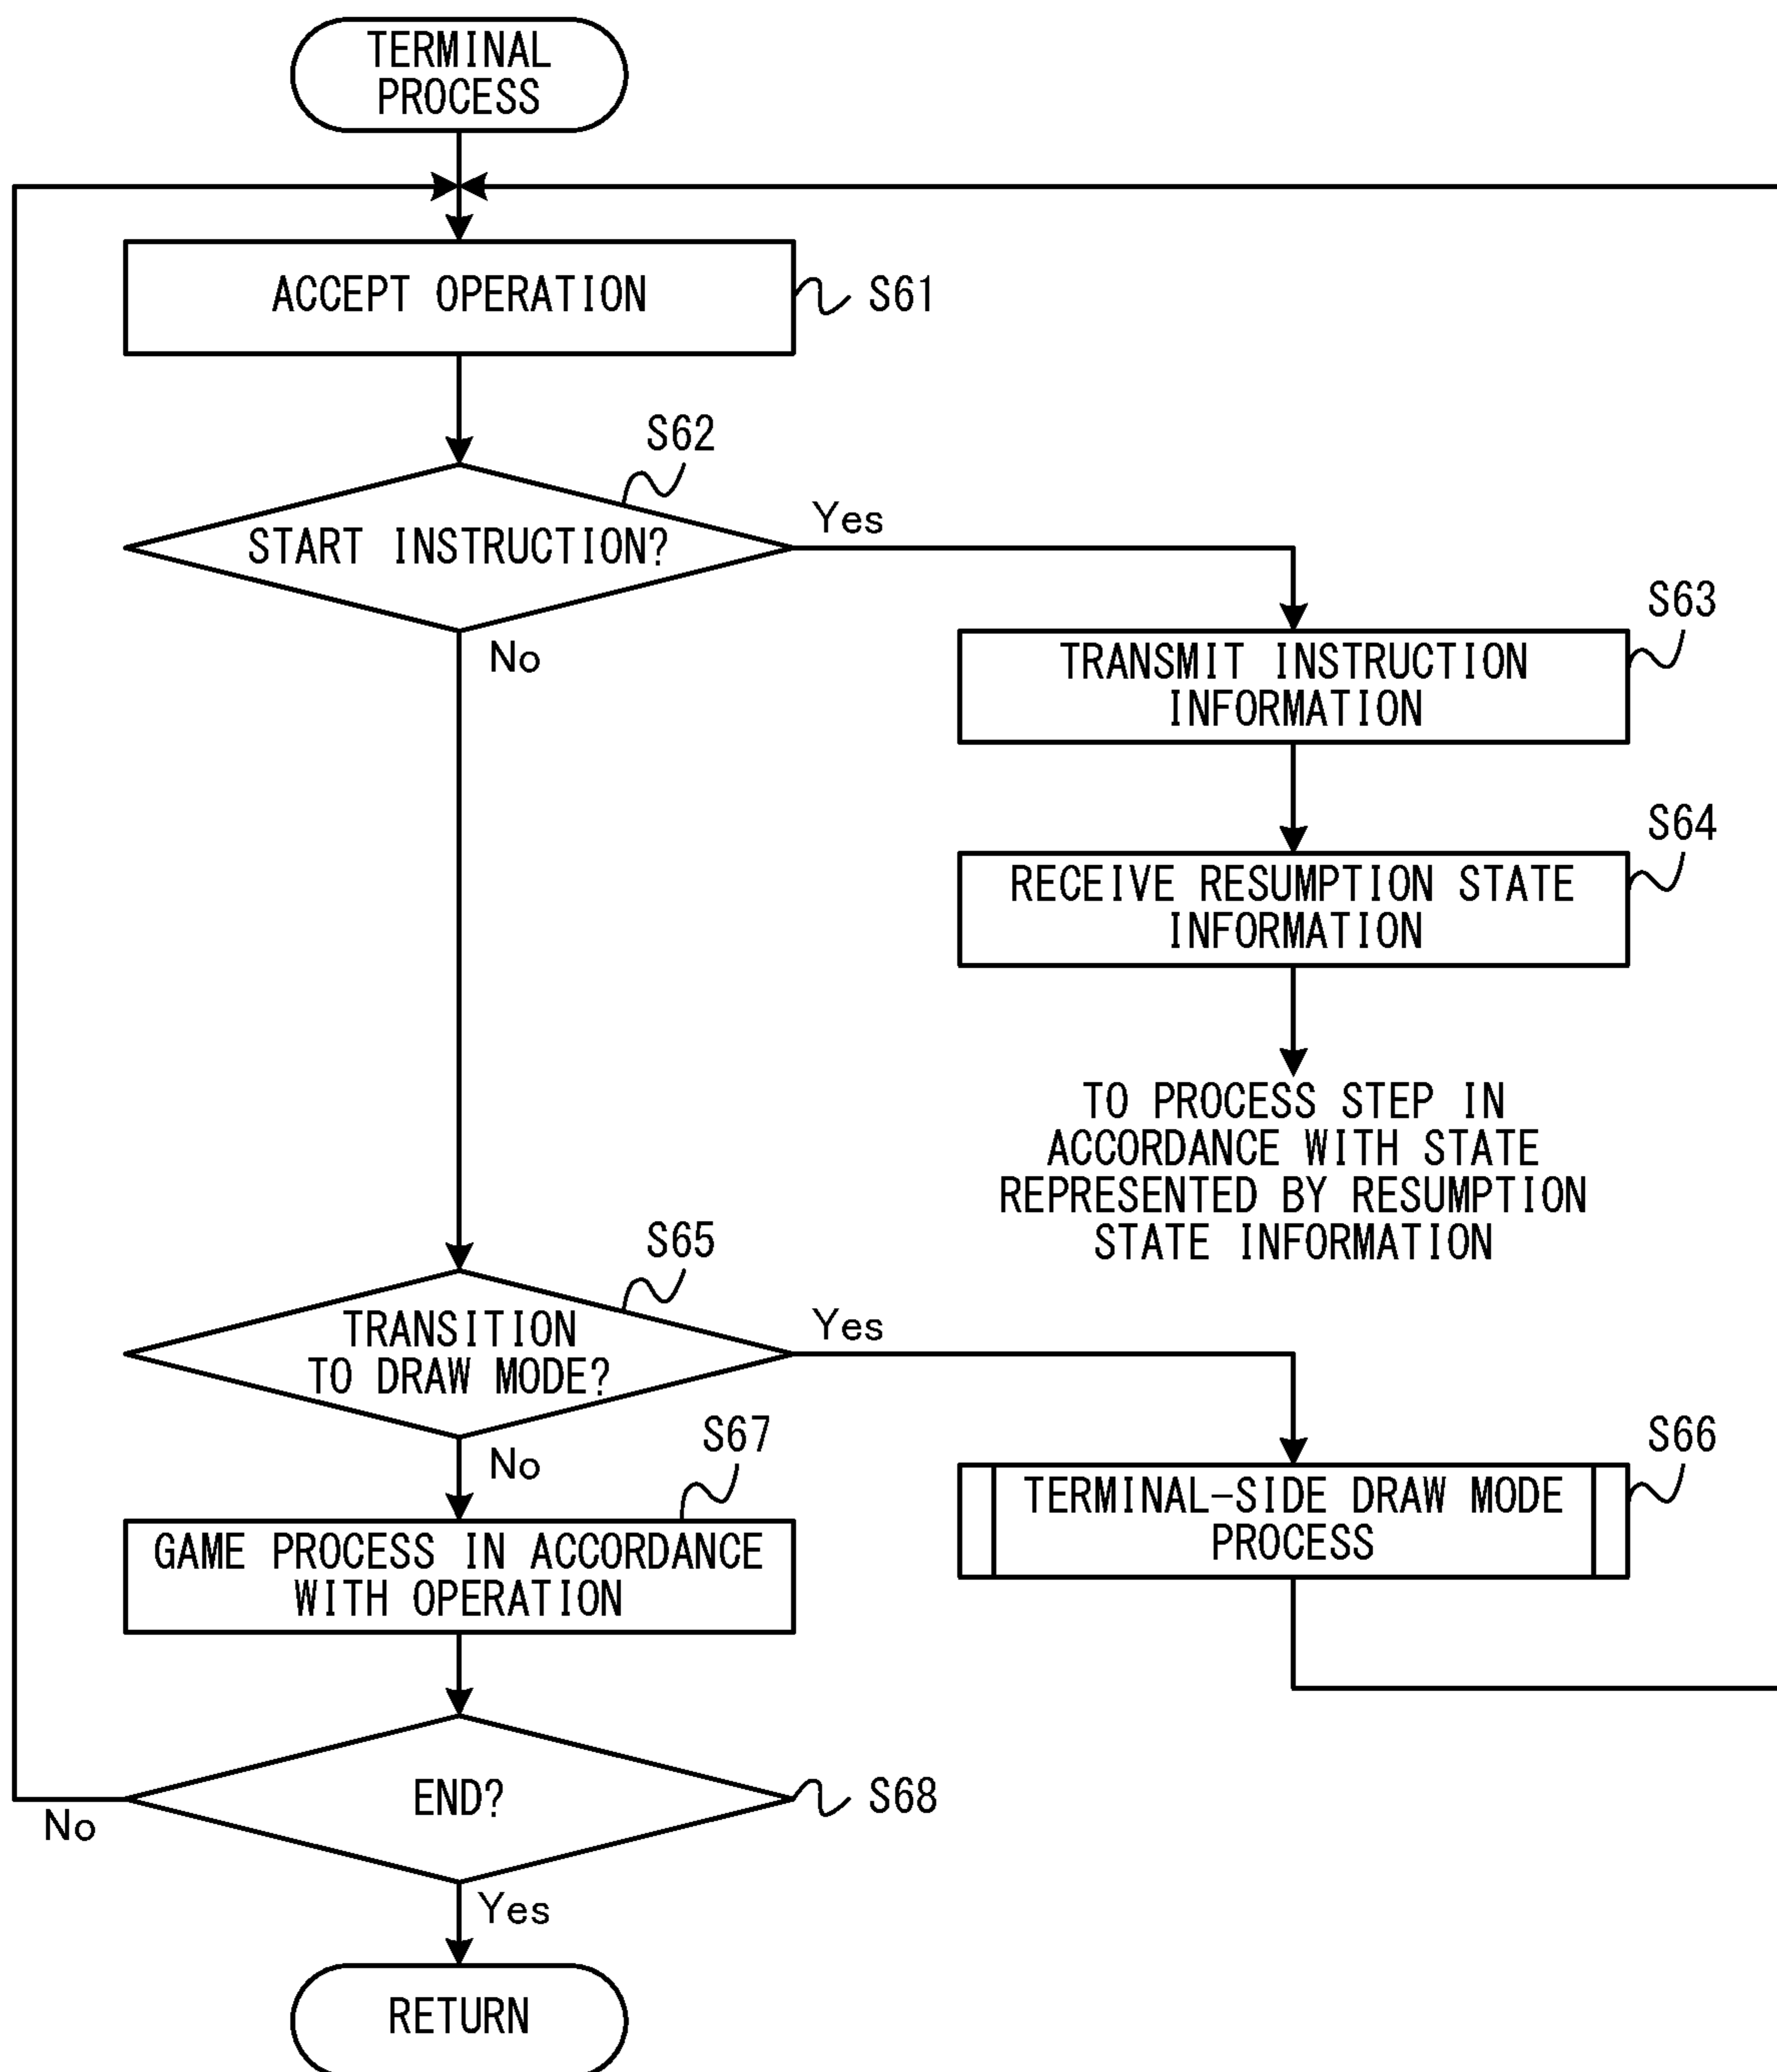 TERMINAL
PROCESS
ACCEPT OPERATION
S61
S62
START INSTRUCTION?
Yes
No
S63
TRANSMIT INSTRUCTION
INFORMATION
S64
RECEIVE RESUMPTION STATE
INFORMATION
TO PROCESS STEP IN
ACCORDANCE WITH STATE
REPRESENTED BY RESUMPTION
STATE INFORMATION
S65
TRANSITION
TO DRAW MODE?
Yes
No
S66
TERMINAL-SIDE DRAW MODE
PROCESS
S67
GAME PROCESS IN ACCORDANCE
WITH OPERATION
END?
S68
No
Yes
RETURN